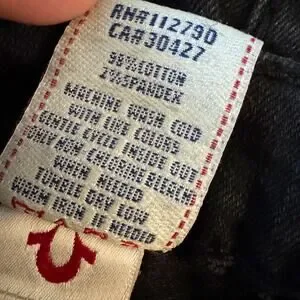 RN#112790
CA#30427
98%COTTON
2%SPANDEX
MACHINE WASH COLD
WITH LIKE COLORS
GENTLE CYCLE INSIDE OUT
ONLY NON CHLORINE BLEACH
WHEN NEEDED
TUMBLE DRY LOW
WARM IRON IF NEEDED